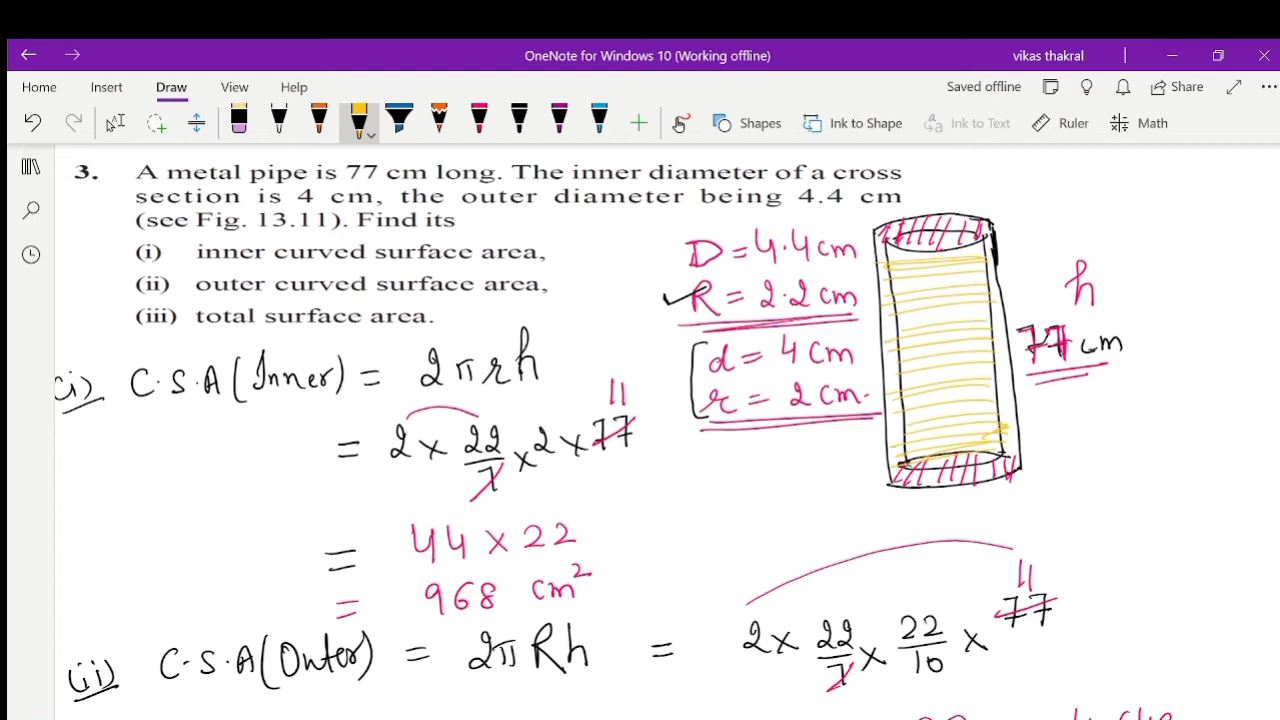 OneNote for Windows 10 (Working offline)
vikas thakral
Home Insert Draw View Help
Saved offline
Share
Shapes
Ink to Shape
Ink to Text
Ruler
Math
3. A metal pipe is 77 cm long. The inner diameter of a cross
section is 4 cm, the outer diameter being 4.4 cm
(see Fig. 13.11). Find its
(i) inner curved surface area,
(ii) outer curved surface area,
(iii) total surface area.
D = 4.4 cm
R = 2.2 cm
d = 4 cm
r = 2 cm.
h
77 cm
(i) C.S.A (Inner) = 2πrh
11
= 2 × 22/7 × 2 × 77
= 44 × 22
= 968 cm²
11
(ii) C.S.A (Outer) = 2πRh = 2 × 22/7 × 22/10 × 77